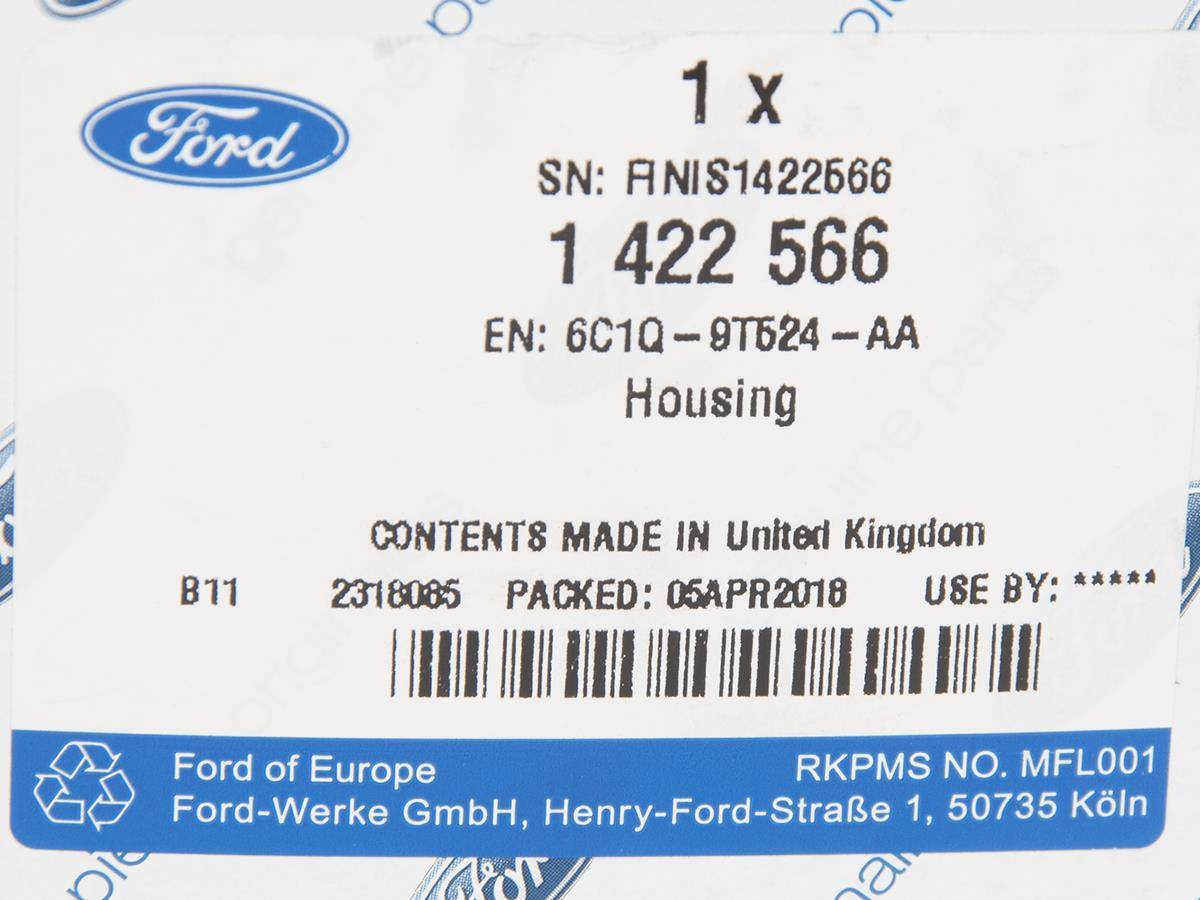 Ford
1 x
SN: FINIS1422566
1 422 566
EN: 6C1Q-9T524-AA
Housing
CONTENTS MADE IN United Kingdom
B11 2318085 PACKED: 05APR2018 USE BY: *****
Ford of Europe RKPMS NO. MFL001
Ford-Werke GmbH, Henry-Ford-Straße 1, 50735 Köln